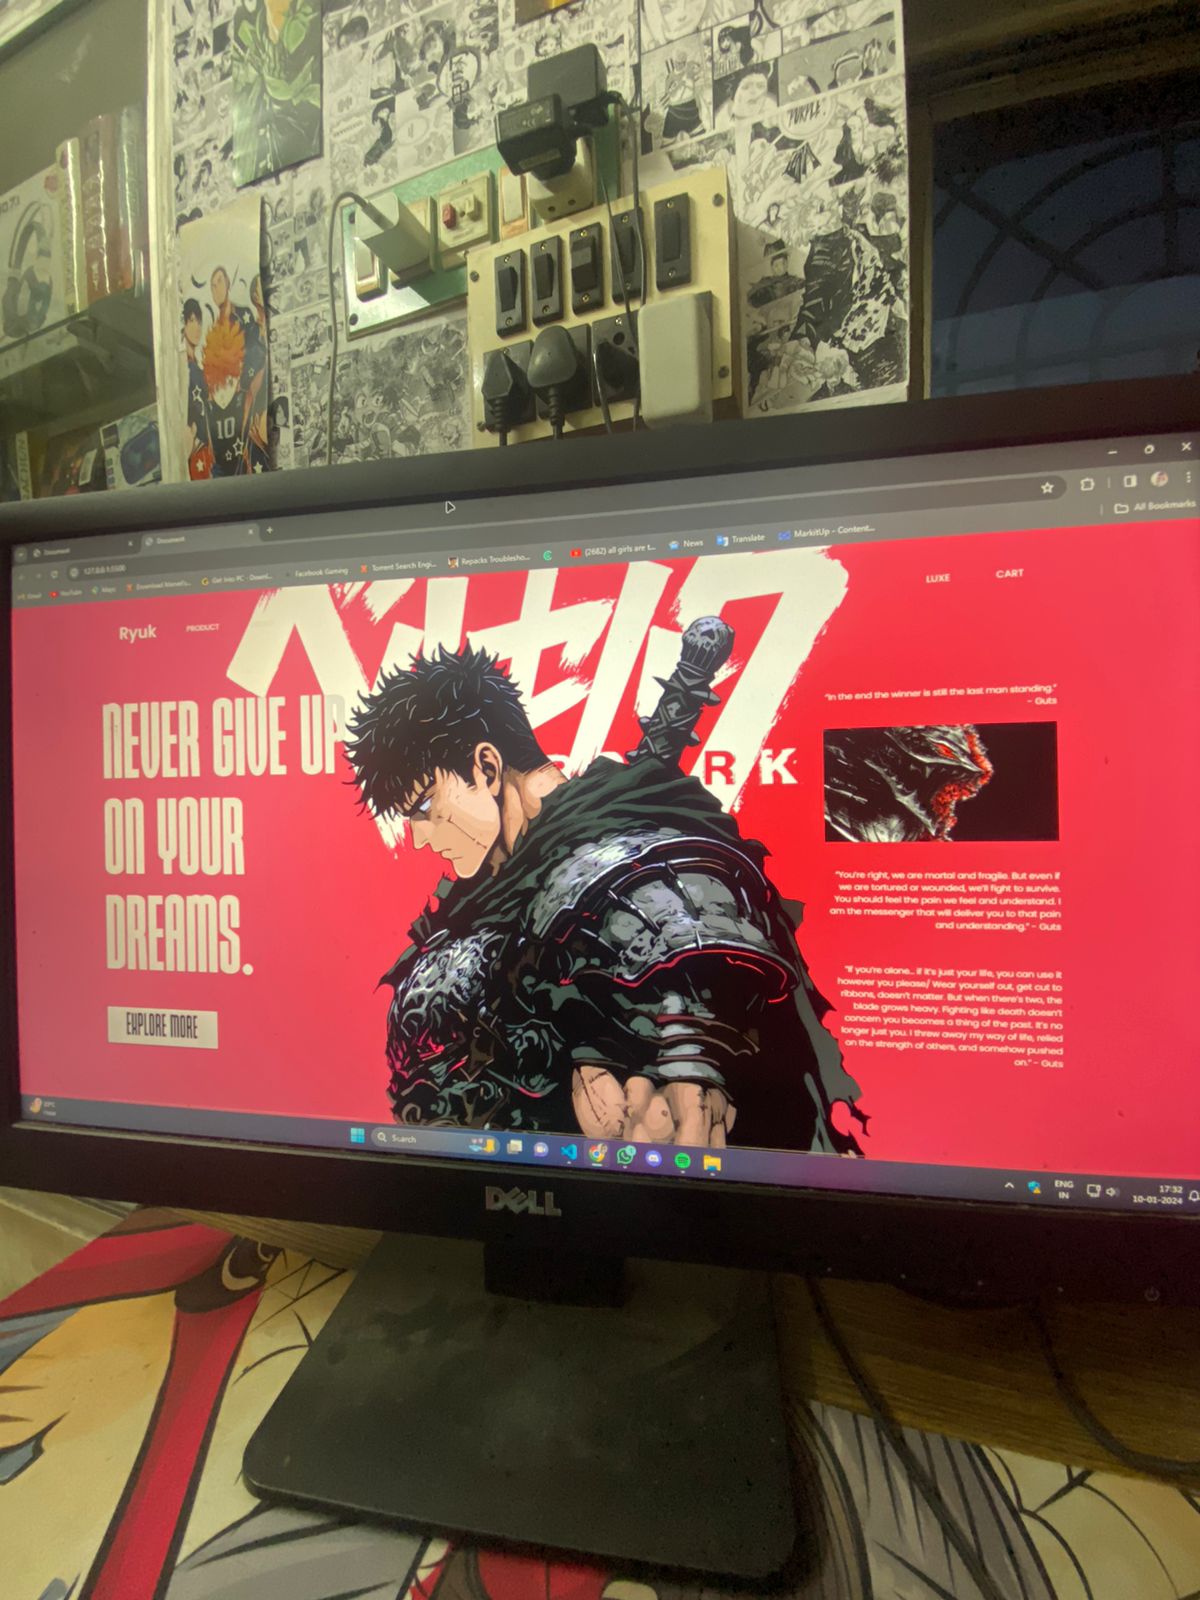 PURPLE.
10
Document
Document
127.0.0.1:5500
All Bookmarks
Gmail
YouTube
Maps
Download Marvel's...
Get Into PC - Downl...
Facebook Gaming
Torrent Search Engi...
Repacks Troublesho...
(2682) all girls are t...
News
Translate
MarkitUp - Content...
Ryuk
PRODUCT
LUXE
CART
ベルセルク
NEVER GIVE UP
ON YOUR
DREAMS.
RK
EXPLORE MORE
"In the end the winner is still the last man standing."
- Guts
"You're right, we are mortal and fragile. But even if
we are tortured or wounded, we'll fight to survive.
You should feel the pain we feel and understand. I
am the messenger that will deliver you to that pain
and understanding." - Guts
"If you're alone... if it's just your life, you can use it
however you please/ Wear yourself out, get cut to
ribbons, doesn't matter. But when there's two, the
blade grows heavy. Fighting like death doesn't
concern you becomes a thing of the past. It's no
longer just you. I threw away my way of life, relied
on the strength of others, and somehow pushed
on." - Guts
Search
ENG
IN
17:32
10-01-2024
DELL